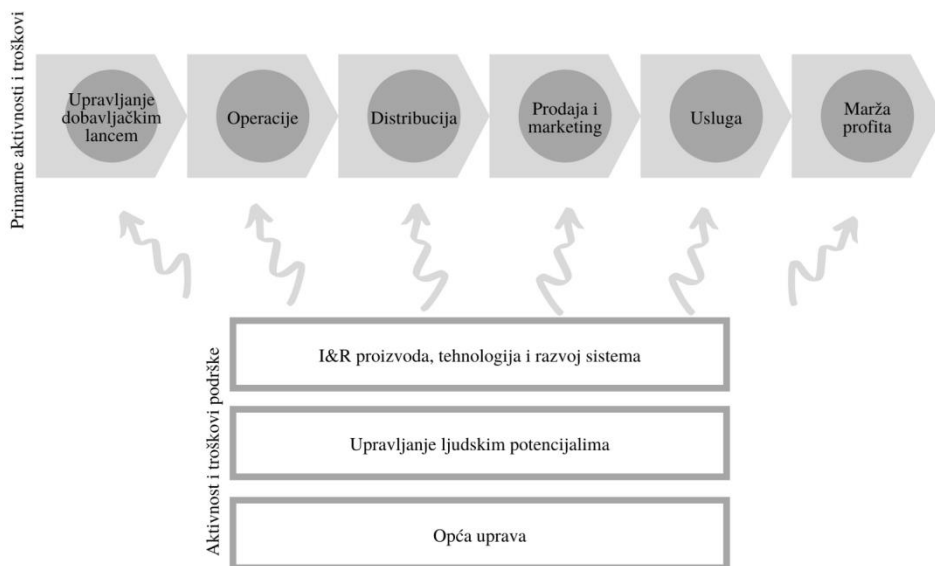 Primarne aktivnosti i troškovi
Upravljanje
dobavljačkim
lancem
Operacije
Distribucija
Prodaja i
marketing
Usluga
Marža
profita
Aktivnost i troškovi podrške
I&R proizvoda, tehnologija i razvoj sistema
Upravljanje ljudskim potencijalima
Opća uprava